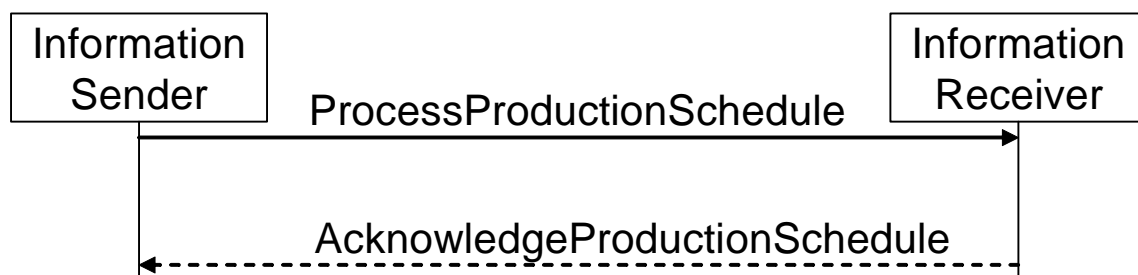 Information
Sender
Information
Receiver
ProcessProductionSchedule
AcknowledgeProductionSchedule